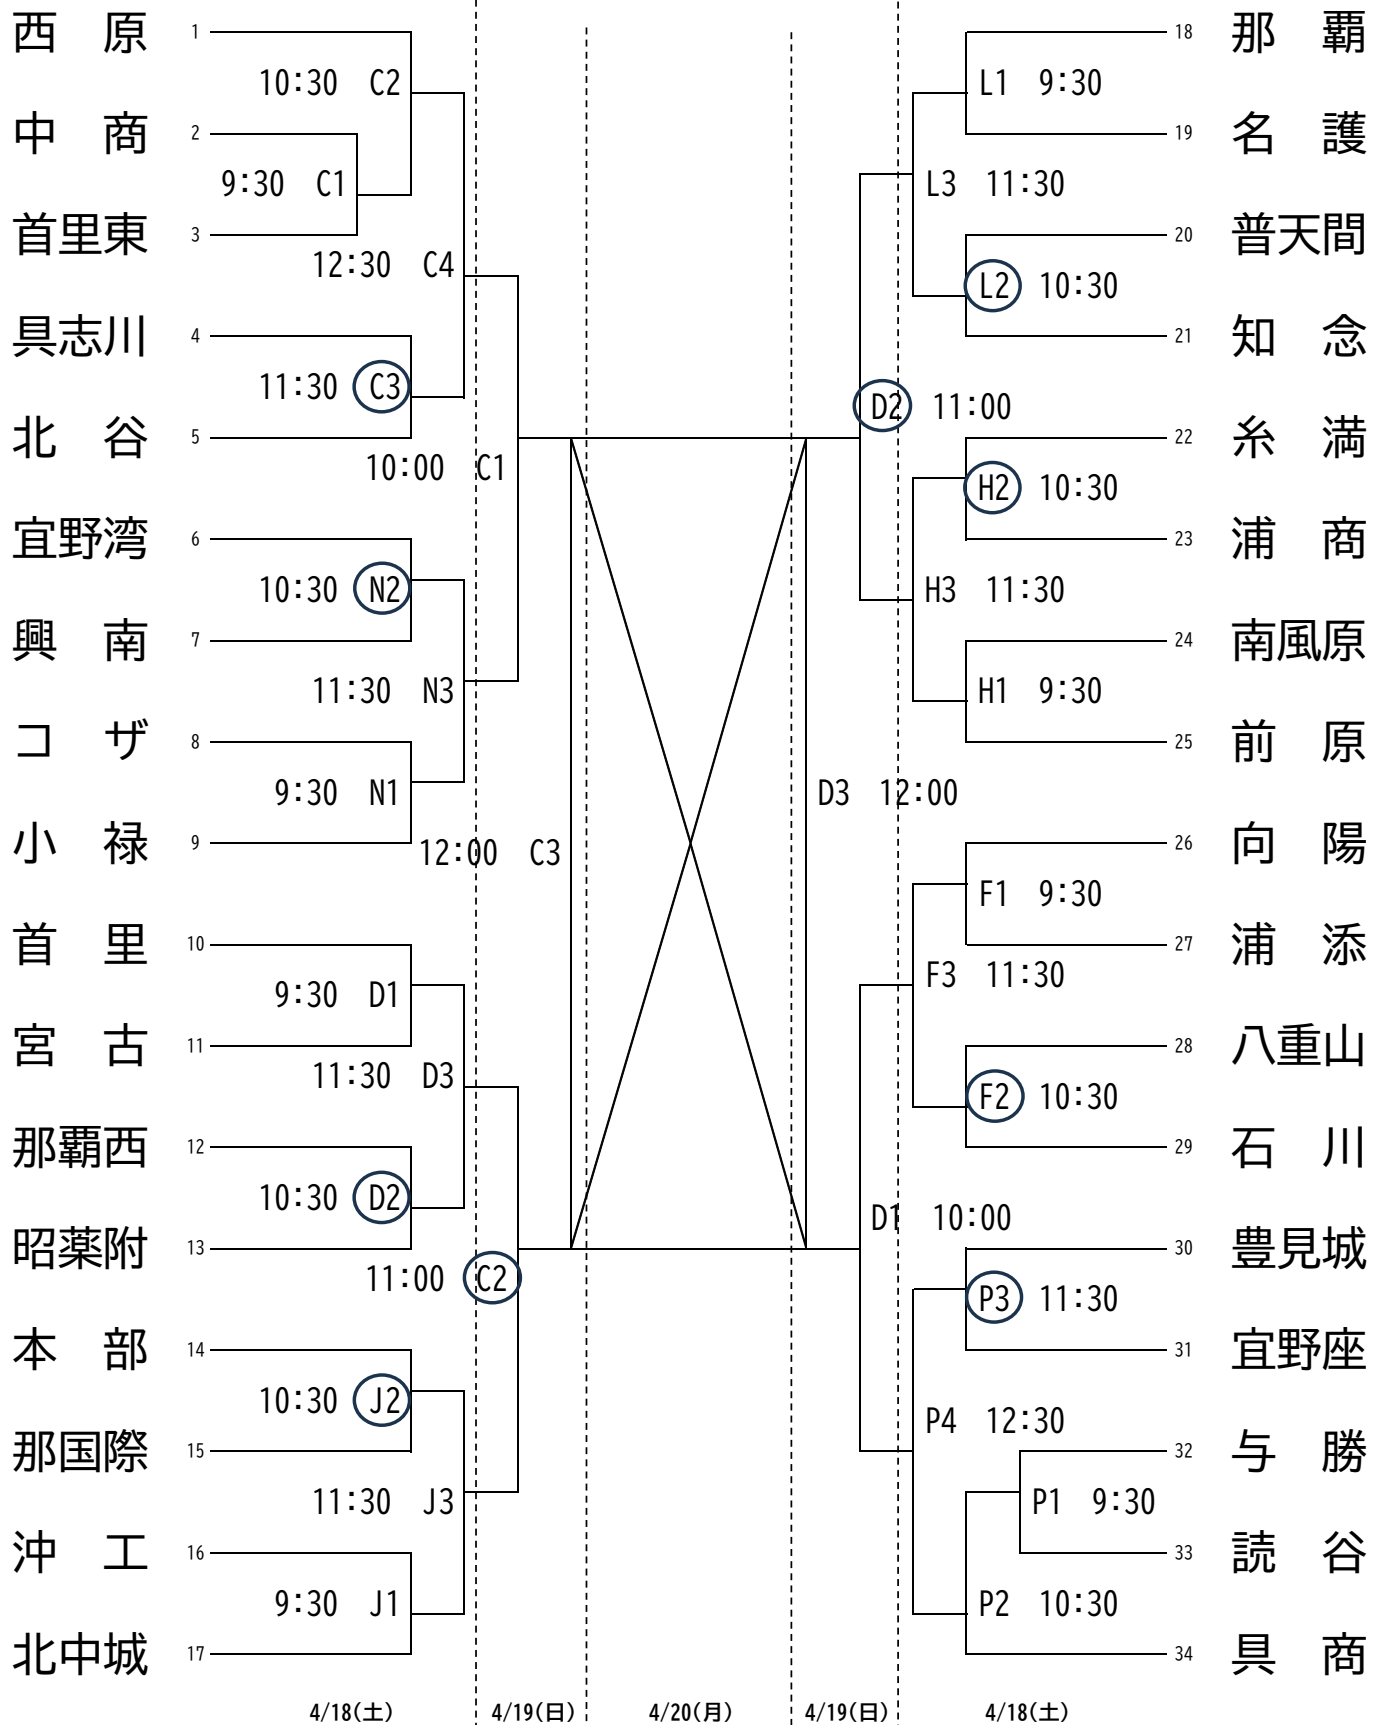 西　原 1
10:30 C2
中　商 2
9:30 C1
首里東 3
12:30 C4
具志川 4
11:30 C3
北　谷 5
10:00 C1
宜野湾 6
10:30 N2
興　南 7
11:30 N3
コ　ザ 8
9:30 N1
小　禄 9
12:00 C3
首　里 10
9:30 D1
宮　古 11
11:30 D3
那覇西 12
10:30 D2
昭薬附 13
11:00 C2
本　部 14
10:30 J2
那国際 15
11:30 J3
沖　工 16
9:30 J1
北中城 17
18 那　覇
L1 9:30
19 名　護
L3 11:30
20 普天間
L2 10:30
21 知　念
D2 11:00
22 糸　満
H2 10:30
23 浦　商
H3 11:30
24 南風原
H1 9:30
25 前　原
D3 12:00
26 向　陽
F1 9:30
27 浦　添
F3 11:30
28 八重山
F2 10:30
29 石　川
D1 10:00
30 豊見城
P3 11:30
31 宜野座
P4 12:30
32 与　勝
P1 9:30
33 読　谷
P2 10:30
34 具　商
4/18(土) 4/19(日) 4/20(月) 4/19(日) 4/18(土)